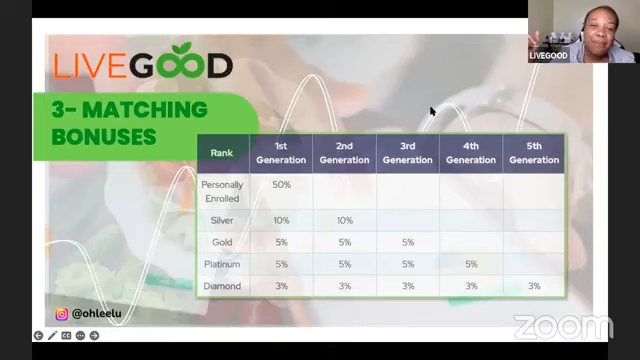 LIVEGOOD
LIVEGOOD
3- MATCHING
BONUSES
Rank 1st Generation 2nd Generation 3rd Generation 4th Generation 5th Generation
Personally Enrolled 50%
Silver 10% 10%
Gold 5% 5% 5%
Platinum 5% 5% 5% 5%
Diamond 3% 3% 3% 3% 3%
@ohleelu
CC
zoom